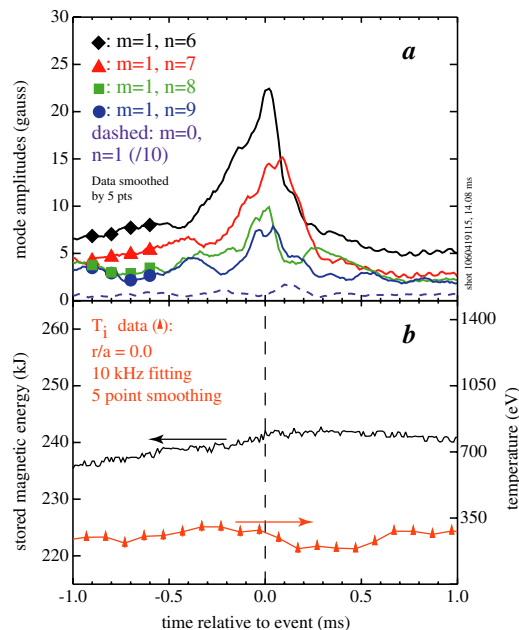 a
◆: m=1, n=6
▲: m=1, n=7
■: m=1, n=8
●: m=1, n=9
dashed: m=0,
n=1 (/10)
Data smoothed
by 5 pts
mode amplitudes (gauss)
30
25
20
15
10
5
0
shot 1060419115, 14.08 ms
b
T_i data (▲):
r/a = 0.0
10 kHz fitting
5 point smoothing
stored magnetic energy (kJ)
260
250
240
230
220
temperature (eV)
1400
1050
700
350
0
-1.0 -0.5 0.0 0.5 1.0
time relative to event (ms)